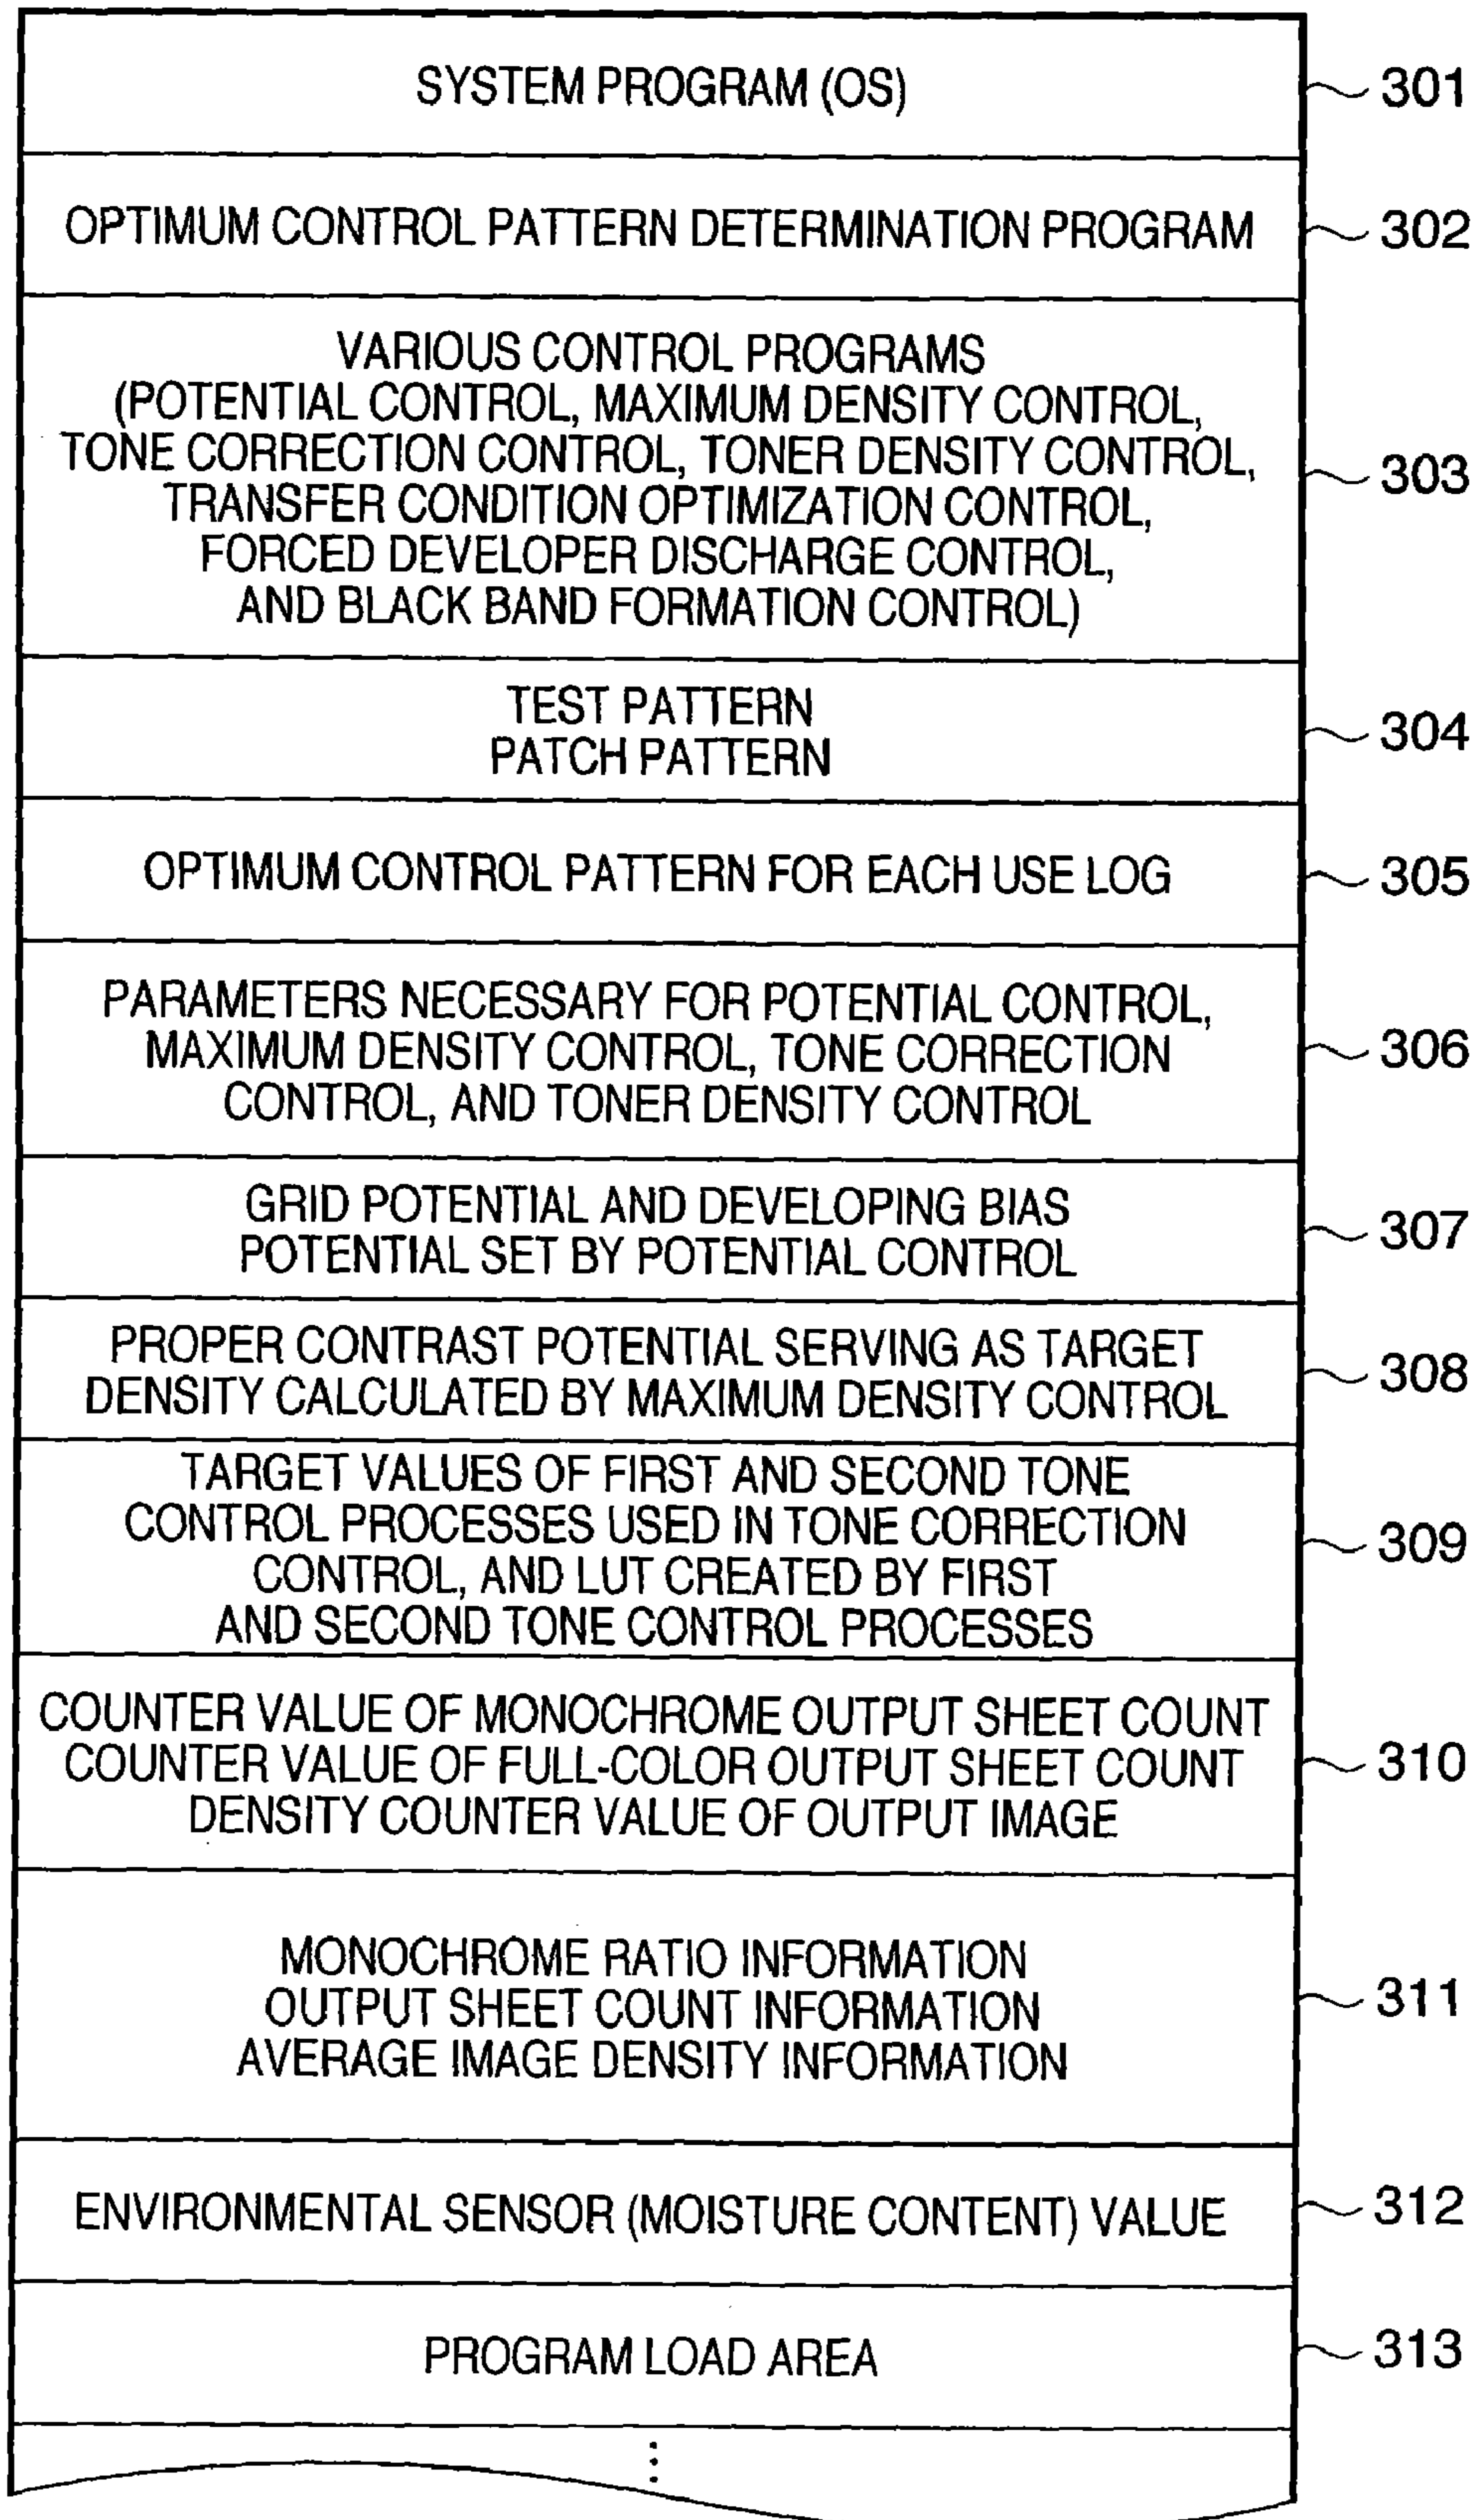 SYSTEM PROGRAM (OS)
301
OPTIMUM CONTROL PATTERN DETERMINATION PROGRAM
302
VARIOUS CONTROL PROGRAMS
(POTENTIAL CONTROL, MAXIMUM DENSITY CONTROL,
TONE CORRECTION CONTROL, TONER DENSITY CONTROL,
TRANSFER CONDITION OPTIMIZATION CONTROL,
FORCED DEVELOPER DISCHARGE CONTROL,
AND BLACK BAND FORMATION CONTROL)
303
TEST PATTERN
PATCH PATTERN
304
OPTIMUM CONTROL PATTERN FOR EACH USE LOG
305
PARAMETERS NECESSARY FOR POTENTIAL CONTROL,
MAXIMUM DENSITY CONTROL, TONE CORRECTION
CONTROL, AND TONER DENSITY CONTROL
306
GRID POTENTIAL AND DEVELOPING BIAS
POTENTIAL SET BY POTENTIAL CONTROL
307
PROPER CONTRAST POTENTIAL SERVING AS TARGET
DENSITY CALCULATED BY MAXIMUM DENSITY CONTROL
308
TARGET VALUES OF FIRST AND SECOND TONE
CONTROL PROCESSES USED IN TONE CORRECTION
CONTROL, AND LUT CREATED BY FIRST
AND SECOND TONE CONTROL PROCESSES
309
COUNTER VALUE OF MONOCHROME OUTPUT SHEET COUNT
COUNTER VALUE OF FULL-COLOR OUTPUT SHEET COUNT
DENSITY COUNTER VALUE OF OUTPUT IMAGE
310
MONOCHROME RATIO INFORMATION
OUTPUT SHEET COUNT INFORMATION
AVERAGE IMAGE DENSITY INFORMATION
311
ENVIRONMENTAL SENSOR (MOISTURE CONTENT) VALUE
312
PROGRAM LOAD AREA
313